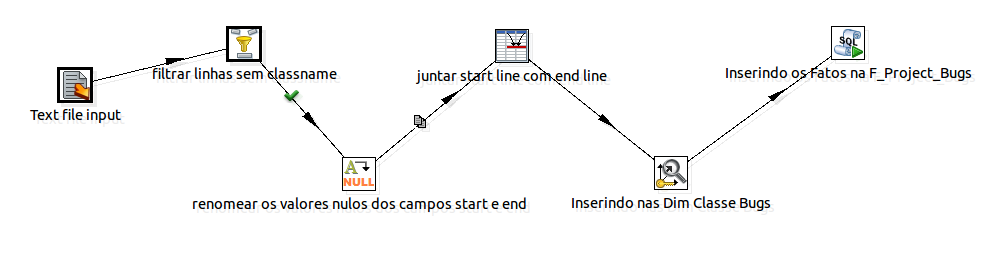 Text file input
filtrar linhas sem classname
A
NULL
renomear os valores nulos dos campos start e end
juntar start line com end line
Inserindo nas Dim Classe Bugs
SQL
Inserindo os Fatos na F_Project_Bugs